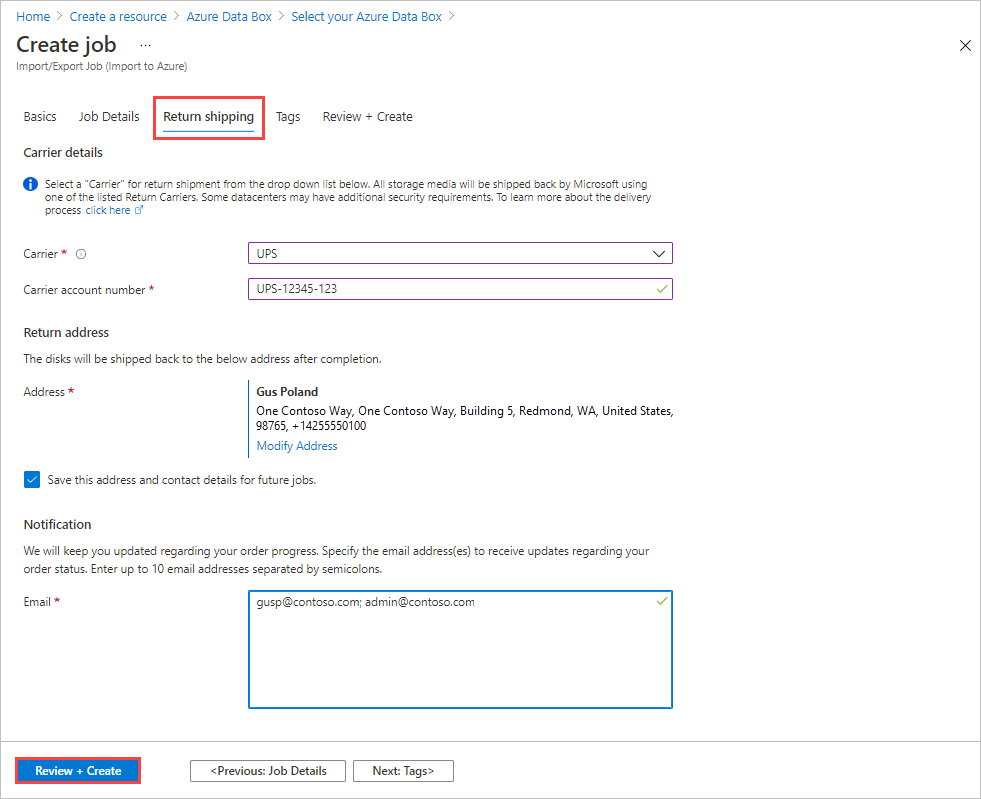 Home > Create a resource > Azure Data Box > Select your Azure Data Box >
Create job ...
Import/Export Job (Import to Azure)
Basics Job Details Return shipping Tags Review + Create
Carrier details
Select a "Carrier" for return shipment from the drop down list below. All storage media will be shipped back by Microsoft using
one of the listed Return Carriers. Some datacenters may have additional security requirements. To learn more about the delivery
process click here
Carrier * UPS
Carrier account number * UPS-12345-123
Return address
The disks will be shipped back to the below address after completion.
Address * Gus Poland
One Contoso Way, One Contoso Way, Building 5, Redmond, WA, United States,
98765, +14255550100
Modify Address
Save this address and contact details for future jobs.
Notification
We will keep you updated regarding your order progress. Specify the email address(es) to receive updates regarding your
order status. Enter up to 10 email addresses separated by semicolons.
Email * gusp@contoso.com; admin@contoso.com
Review + Create <Previous: Job Details Next: Tags>